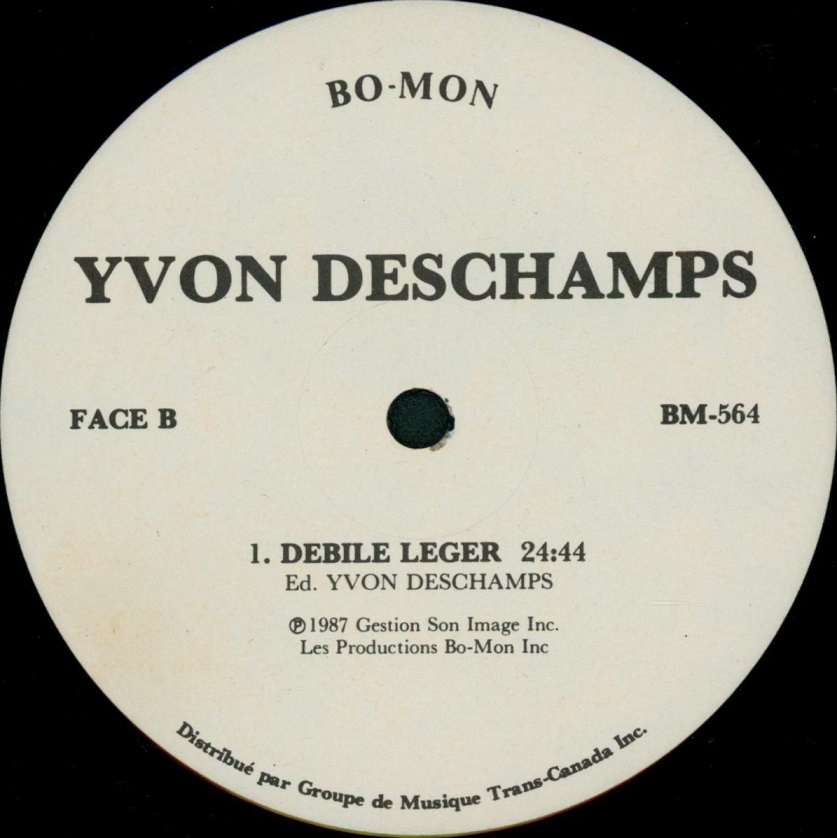 BO-MON
YVON DESCHAMPS
FACE B
BM-564
1. DEBILE LEGER 24:44
Ed. YVON DESCHAMPS
℗1987 Gestion Son Image Inc.
Les Productions Bo-Mon Inc
Distribué par Groupe de Musique Trans-Canada Inc.